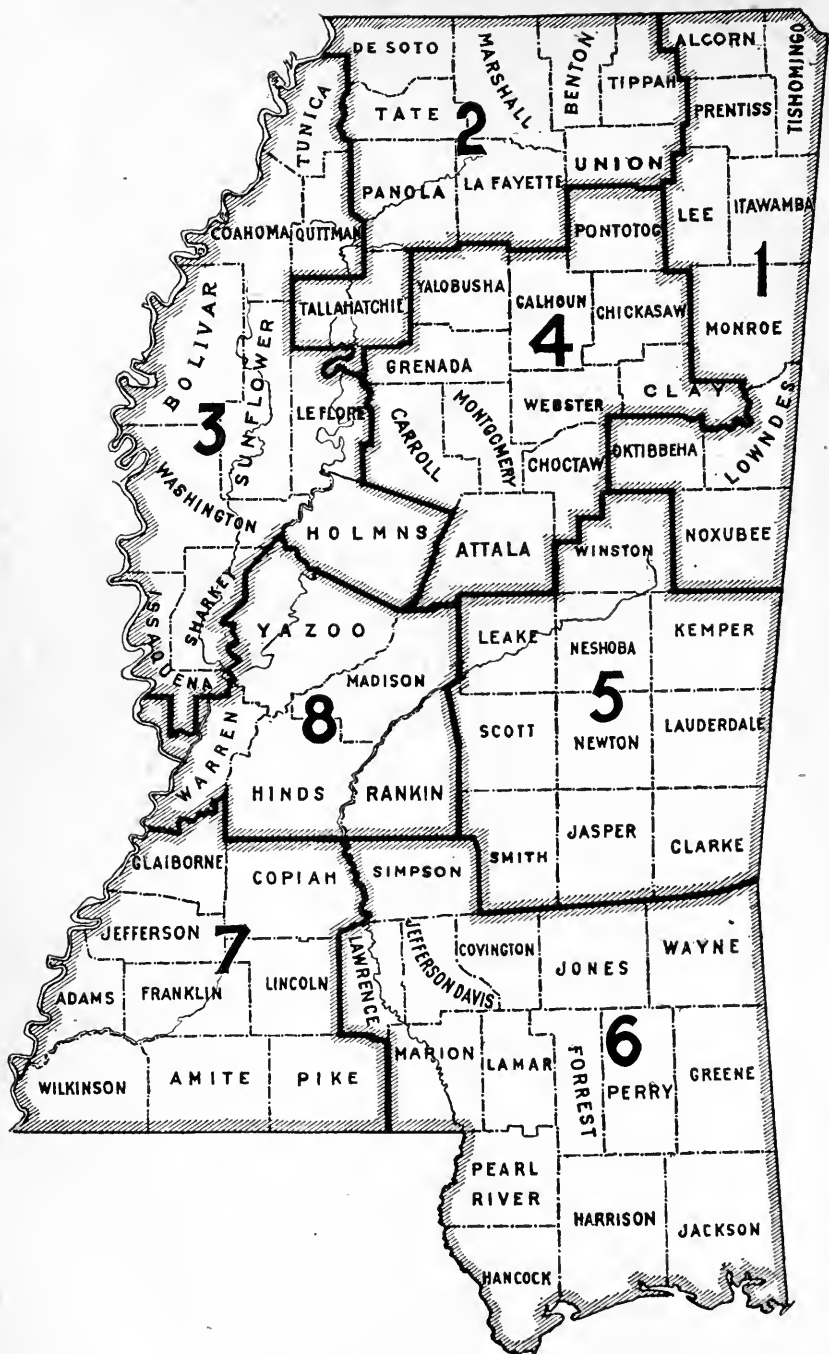 DE SOTO
MARSHALL
BENTON
TIPPAH
ALCORN
TISHOMINGO
TUNICA
TATE
2
PRENTISS
UNION
PANOLA
LA FAYETTE
LEE
ITAWAMBA
COAHOMA
QUITMAN
PONTOTOC
1
TALLAHATCHIE
YALOBUSHA
CALHOUN
CHICKASAW
MONROE
BOLIVAR
SUNFLOWER
4
GRENADA
CLAY
3
LE FLORE
CARROLL
MONTGOMERY
WEBSTER
LOWNDES
CHOCTAW
OKTIBBEHA
WASHINGTON
HOLMNS
ATTALA
WINSTON
NOXUBEE
ISSAQUENA
SHARKEY
YAZOO
LEAKE
NESHOBA
KEMPER
MADISON
5
WARREN
8
SCOTT
NEWTON
LAUDERDALE
HINDS
RANKIN
SMITH
JASPER
CLARKE
CLAIBORNE
COPIAH
SIMPSON
JEFFERSON
7
LAWRENCE
JEFFERSON DAVIS
COVINGTON
JONES
WAYNE
ADAMS
FRANKLIN
LINCOLN
MARION
LAMAR
FORREST
6
PERRY
GREENE
WILKINSON
AMITE
PIKE
PEARL
RIVER
HARRISON
JACKSON
HANCOCK